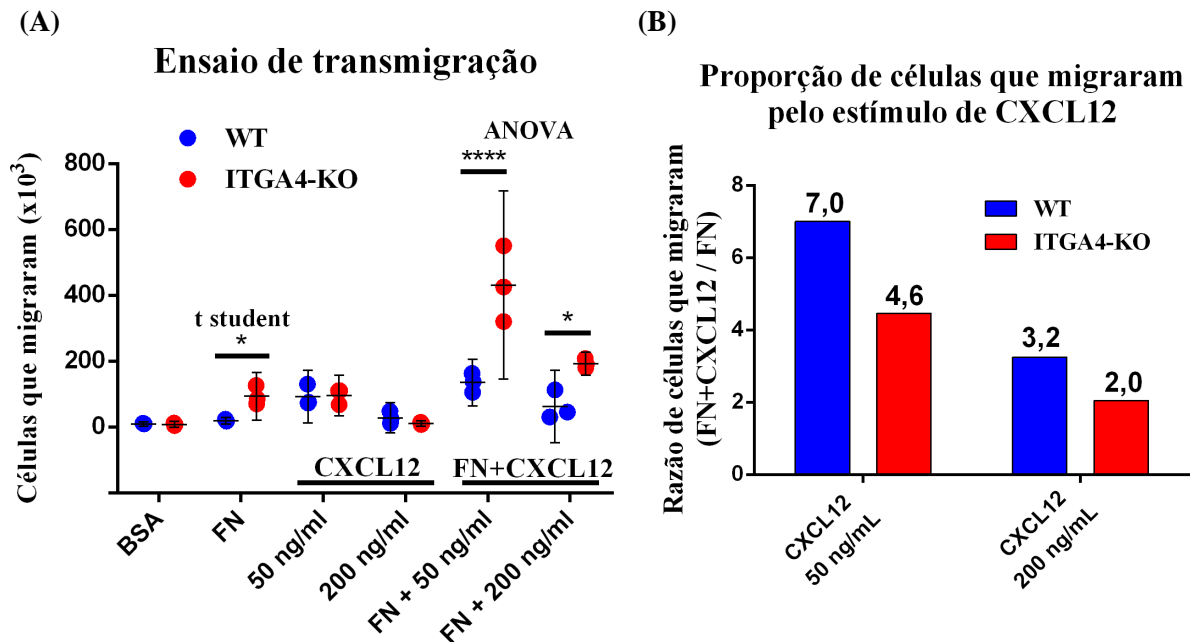 (A)
Ensaio de transmigração
WT
ITGA4-KO
ANOVA
****
t student
*
*
Células que migraram (x10³)
800
600
400
200
0
CXCL12
FN+CXCL12
BSA
FN
50 ng/ml
200 ng/ml
FN + 50 ng/ml
FN + 200 ng/ml
(B)
Proporção de células que migraram
pelo estímulo de CXCL12
Razão de células que migraram
(FN+CXCL12 / FN)
8
6
4
2
0
7,0
4,6
3,2
2,0
WT
ITGA4-KO
CXCL12
50 ng/mL
CXCL12
200 ng/mL